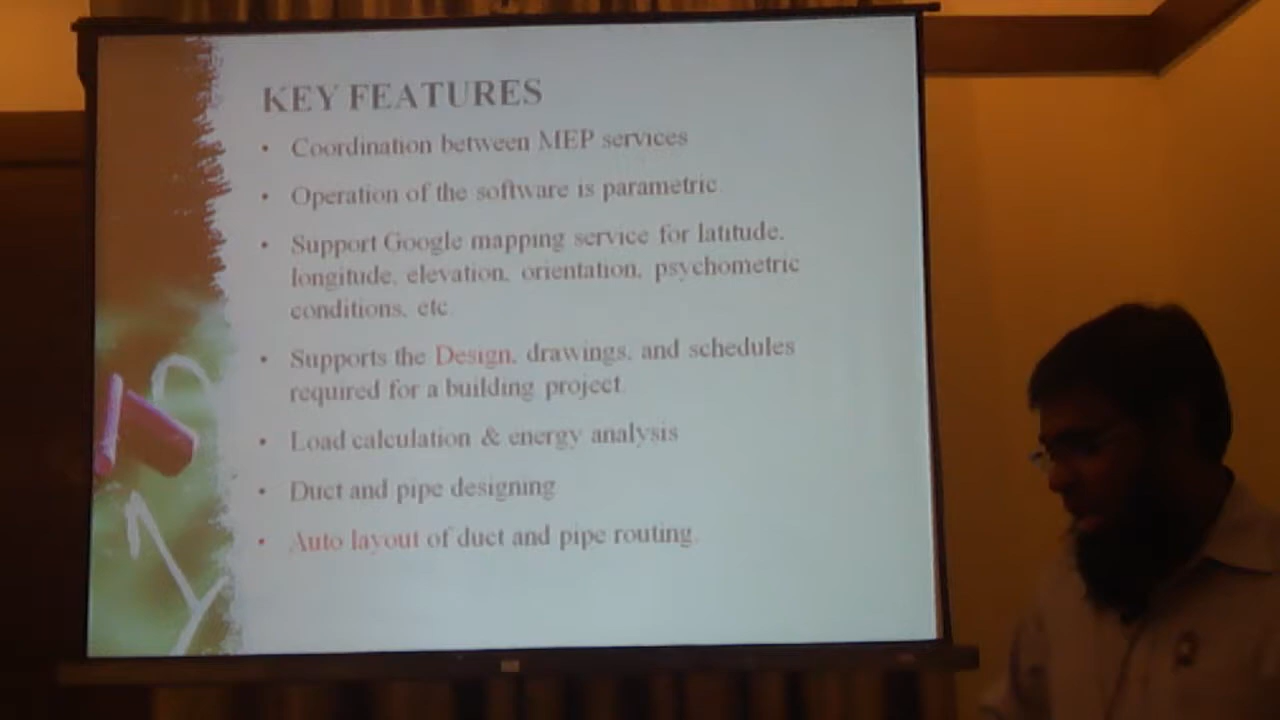 KEY FEATURES
• Coordination between MEP services
• Operation of the software is parametric.
• Support Google mapping service for latitude,
longitude, elevation, orientation, psychometric
conditions, etc.
• Supports the Design, drawings, and schedules
required for a building project.
• Load calculation & energy analysis
• Duct and pipe designing
• Auto layout of duct and pipe routing.